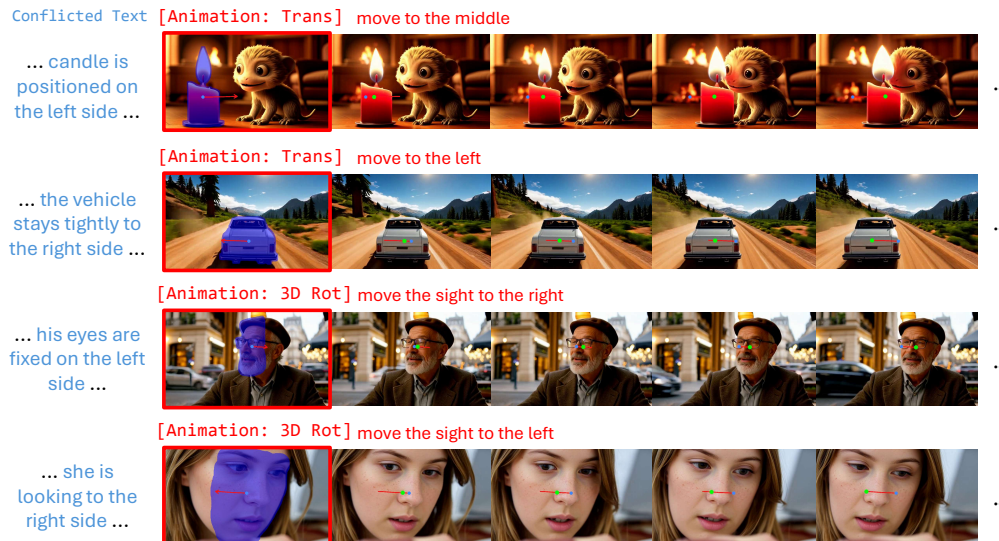 Conflicted Text [Animation: Trans] move to the middle
... candle is
positioned on
the left side ...
[Animation: Trans] move to the left
... the vehicle
stays tightly to
the right side ...
[Animation: 3D Rot] move the sight to the right
... his eyes are
fixed on the left
side ...
[Animation: 3D Rot] move the sight to the left
... she is
looking to the
right side ...